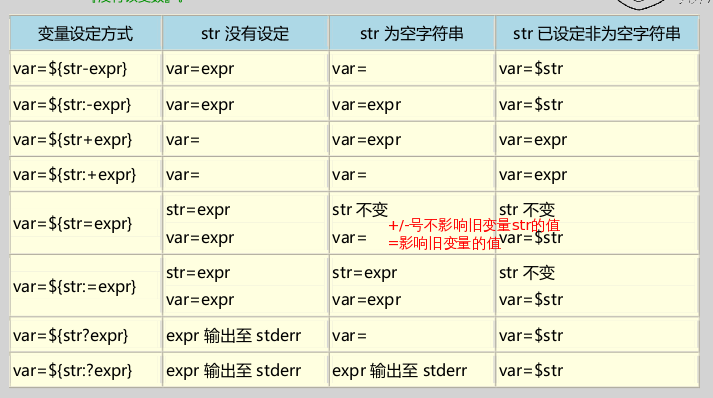 变量设定方式 str 没有设定 str 为空字符串 str 已设定非为空字符串
var=${str-expr} var=expr var= var=$str
var=${str:-expr} var=expr var=expr var=$str
var=${str+expr} var= var=expr var=expr
var=${str:+expr} var= var= var=expr
var=${str=expr}
str=expr str 不变 str 不变
var=expr var= var=$str
+/-号不影响旧变量str的值
=影响旧变量的值
var=${str:=expr}
str=expr str=expr str 不变
var=expr var=expr var=$str
var=${str?expr} expr 输出至 stderr var= var=$str
var=${str:?expr} expr 输出至 stderr expr 输出至 stderr var=$str